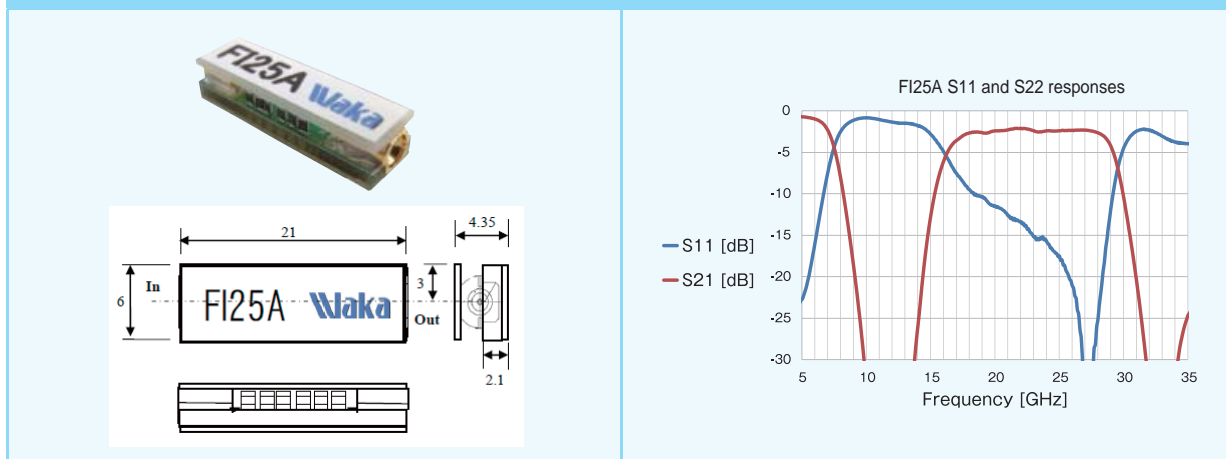 FI25A Waka
21
4.35
6
In
FI25A Waka
3
Out
2.1
FI25A S11 and S22 responses
0
-5
-10
-15
-20
-25
-30
S11 [dB]
S21 [dB]
5 10 15 20 25 30 35
Frequency [GHz]